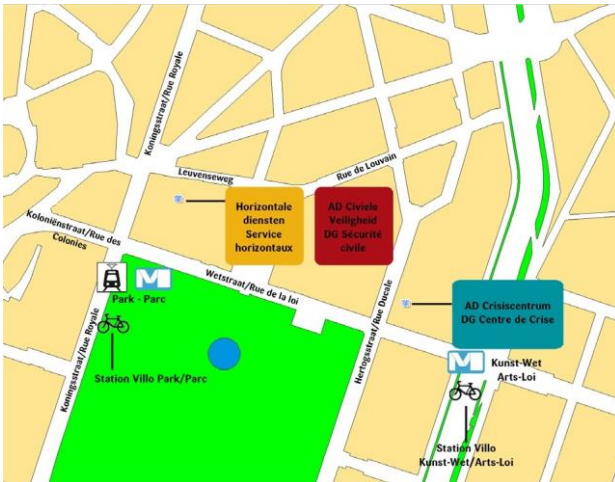 Koningsstraat/Rue Royale
Leuvenseweg
Rue de Louvain
Horizontale
diensten
Service
horizontaux
AD Civiele
Veiligheid
DG Sécurité
civile
Koloniënstraat/Rue des
Colonies
Wetstraat/Rue de la loi
Hertogsstraat/Rue Ducale
M
Park - Parc
AD Crisiscentrum
DG Centre de Crise
Koningsstraat/Rue Royale
Station Villo Park/Parc
M
Kunst-Wet
Arts-Loi
Station Villo
Kunst-Wet/Arts-Loi